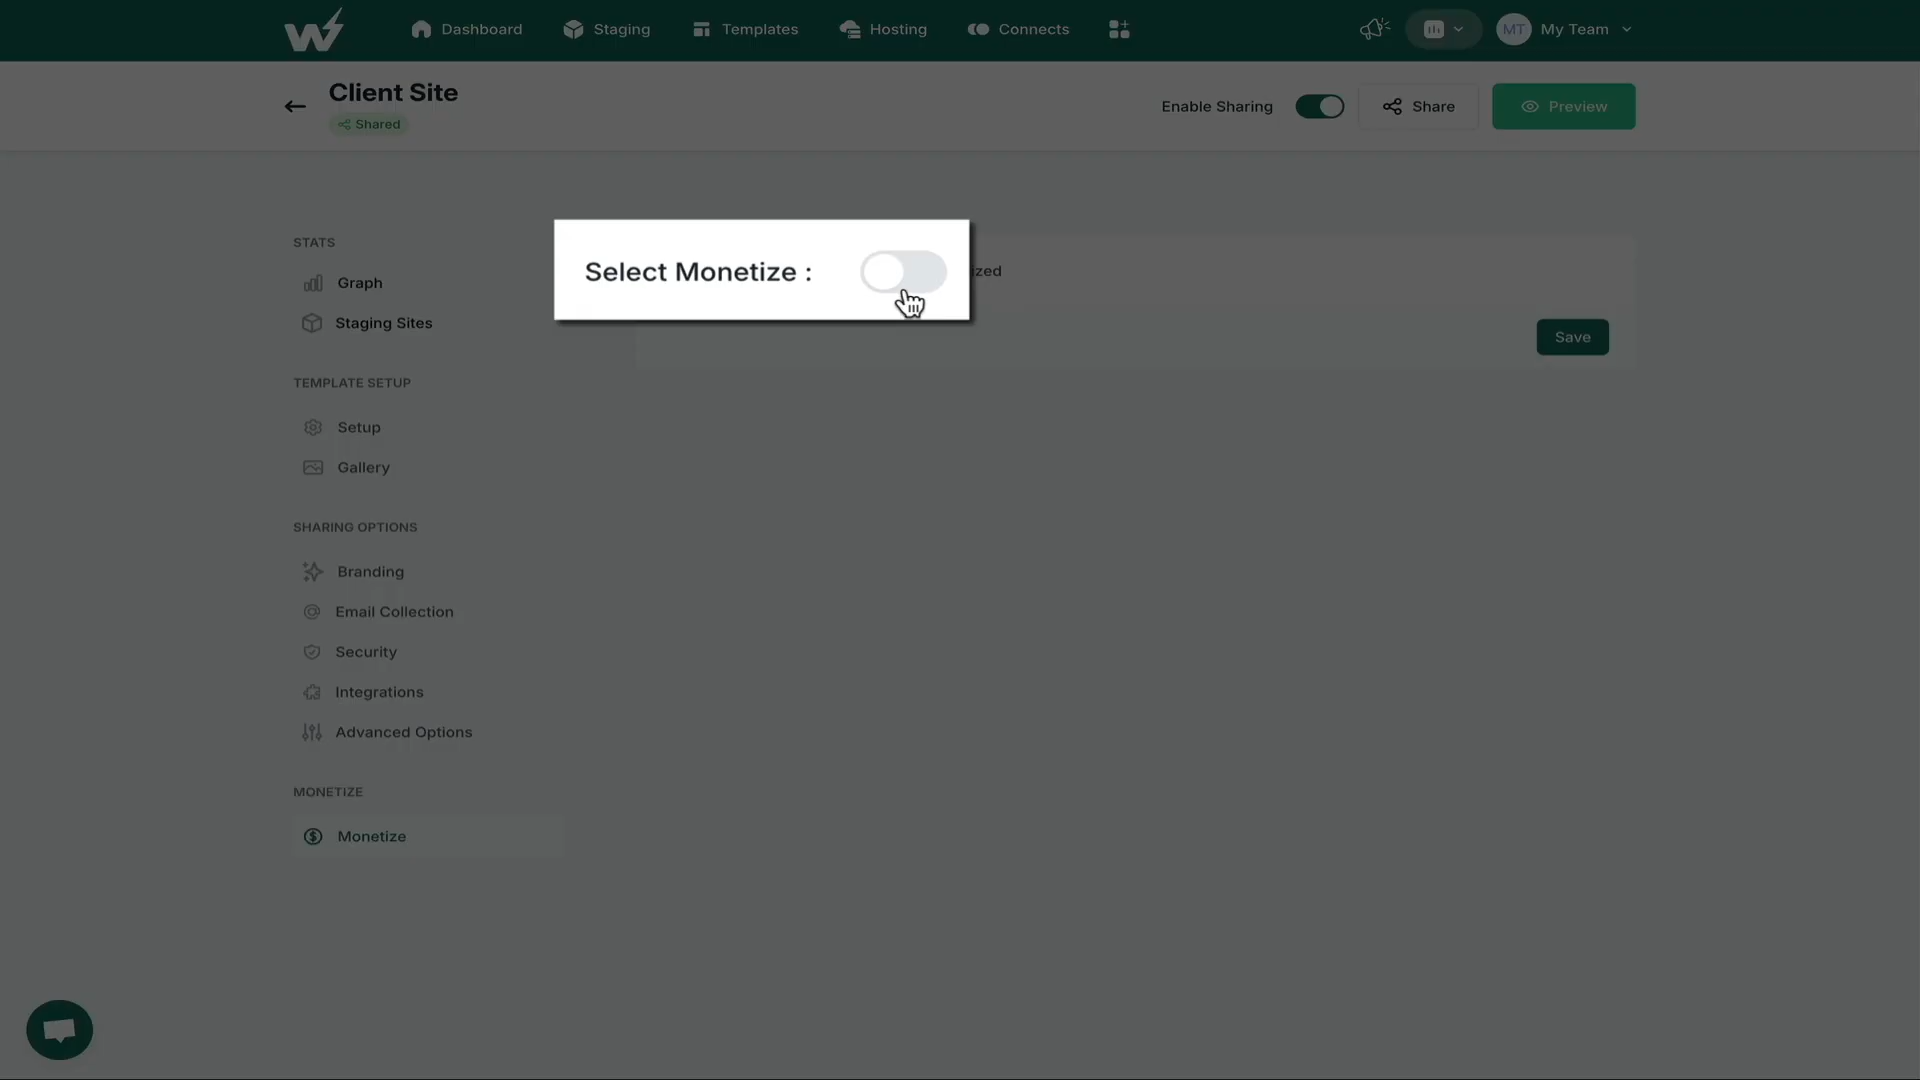 Dashboard
Staging
Templates
Hosting
Connects
MT
My Team
Client Site
Shared
Enable Sharing
Share
Preview
STATS
Graph
Staging Sites
Select Monetize :
zed
Save
TEMPLATE SETUP
Setup
Gallery
SHARING OPTIONS
Branding
Email Collection
Security
Integrations
Advanced Options
MONETIZE
Monetize